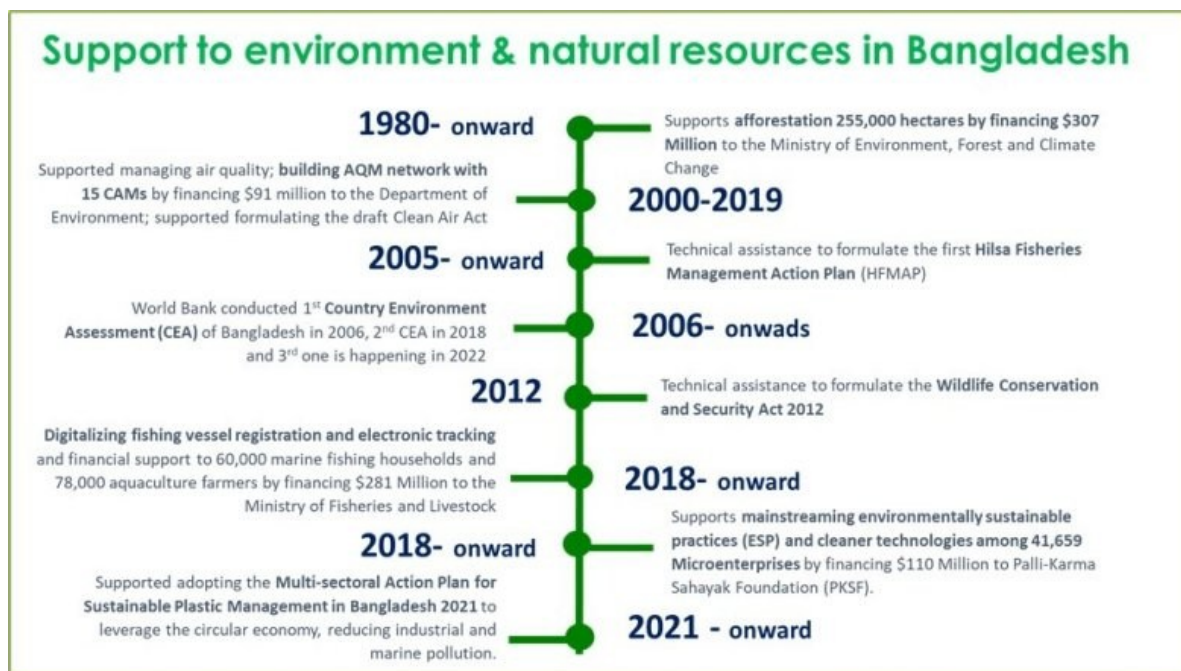 Support to environment & natural resources in Bangladesh
1980- onward
Supports afforestation 255,000 hectares by financing $307
Million to the Ministry of Environment, Forest and Climate
Change
Supported managing air quality; building AQM network with
15 CAMs by financing $91 million to the Department of
Environment; supported formulating the draft Clean Air Act
2000-2019
2005- onward
Technical assistance to formulate the first Hilsa Fisheries
Management Action Plan (HFMAP)
World Bank conducted 1st Country Environment
Assessment (CEA) of Bangladesh in 2006, 2nd CEA in 2018
and 3rd one is happening in 2022
2006- onwads
2012
Technical assistance to formulate the Wildlife Conservation
and Security Act 2012
Digitalizing fishing vessel registration and electronic tracking
and financial support to 60,000 marine fishing households and
78,000 aquaculture farmers by financing $281 Million to the
Ministry of Fisheries and Livestock
2018- onward
2018- onward
Supports mainstreaming environmentally sustainable
practices (ESP) and cleaner technologies among 41,659
Microenterprises by financing $110 Million to Palli-Karma
Sahayak Foundation (PKSF).
Supported adopting the Multi-sectoral Action Plan for
Sustainable Plastic Management in Bangladesh 2021 to
leverage the circular economy, reducing industrial and
marine pollution.
2021 - onward